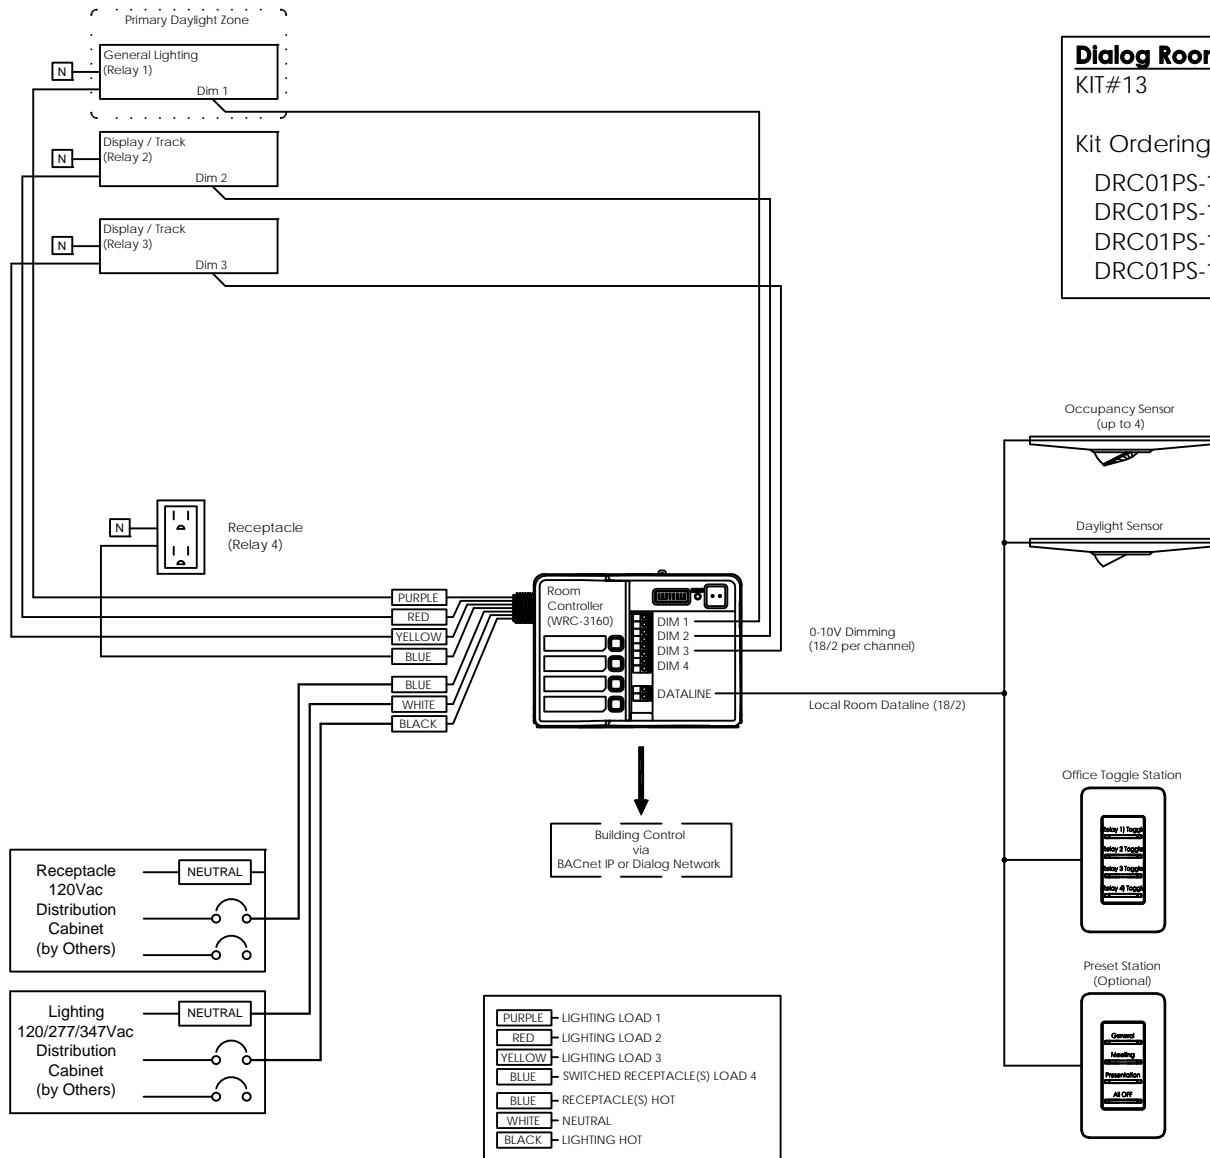 Primary Daylight Zone
General Lighting
(Relay 1)
N
Dim 1
Display / Track
(Relay 2)
N
Dim 2
Display / Track
(Relay 3)
N
Dim 3
KIT#13
Kit Ordering
DRC01PS-1
DRC01PS-1
DRC01PS-1
DRC01PS-1
Dialog Room
Occupancy Sensor
(up to 4)
Daylight Sensor
N
Receptacle
(Relay 4)
PURPLE
RED
YELLOW
BLUE
BLUE
WHITE
BLACK
Room
Controller
(WRC-3160)
DIM 1
DIM 2
DIM 3
DIM 4
DATALINE
0-10V Dimming
(18/2 per channel)
Local Room Dataline (18/2)
Building Control
via
BACnet IP or Dialog Network
Office Toggle Station
Relay 1) Toggle
Relay 2 Toggle
Relay 3 Toggle
Relay 4) Toggle
Preset Station
(Optional)
General
Meeting
Presentation
All OFF
Receptacle
120Vac
Distribution
Cabinet
(by Others)
NEUTRAL
Lighting
120/277/347Vac
Distribution
Cabinet
(by Others)
NEUTRAL
PURPLE LIGHTING LOAD 1
RED LIGHTING LOAD 2
YELLOW LIGHTING LOAD 3
BLUE SWITCHED RECEPTACLE(S) LOAD 4
BLUE RECEPTACLE(S) HOT
WHITE NEUTRAL
BLACK LIGHTING HOT